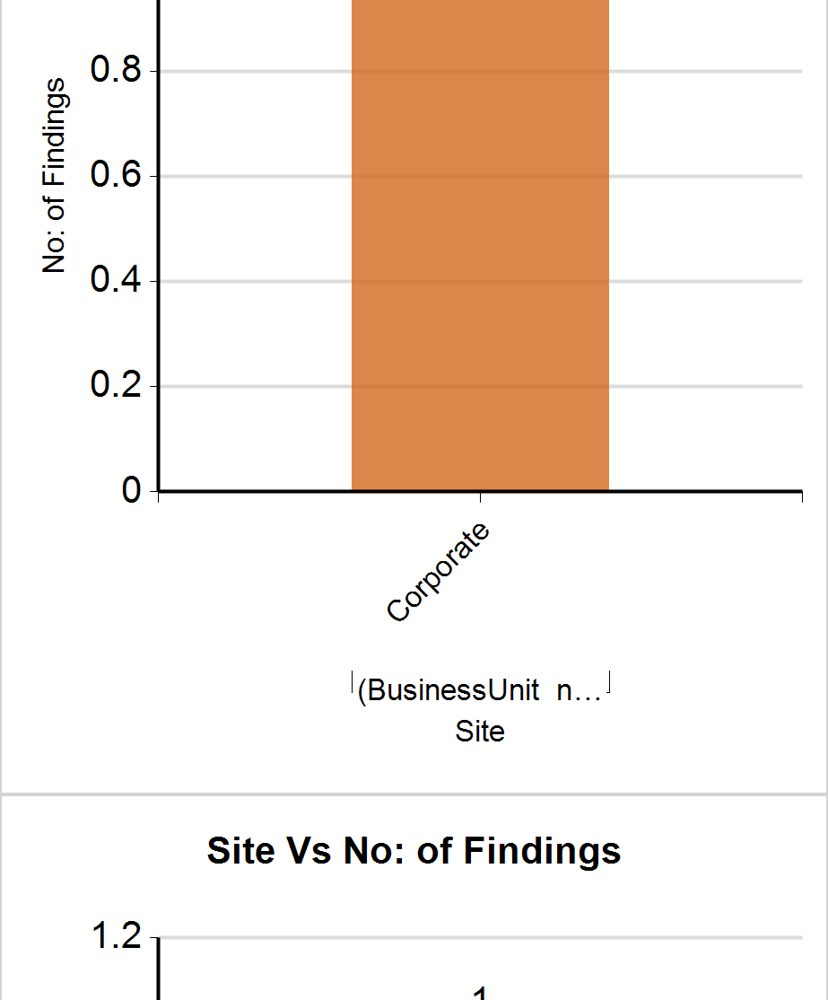 0.8
No: of Findings
0.6
0.4
0.2
0
Corporate
(BusinessUnit n...
Site
Site Vs No: of Findings
1.2
1